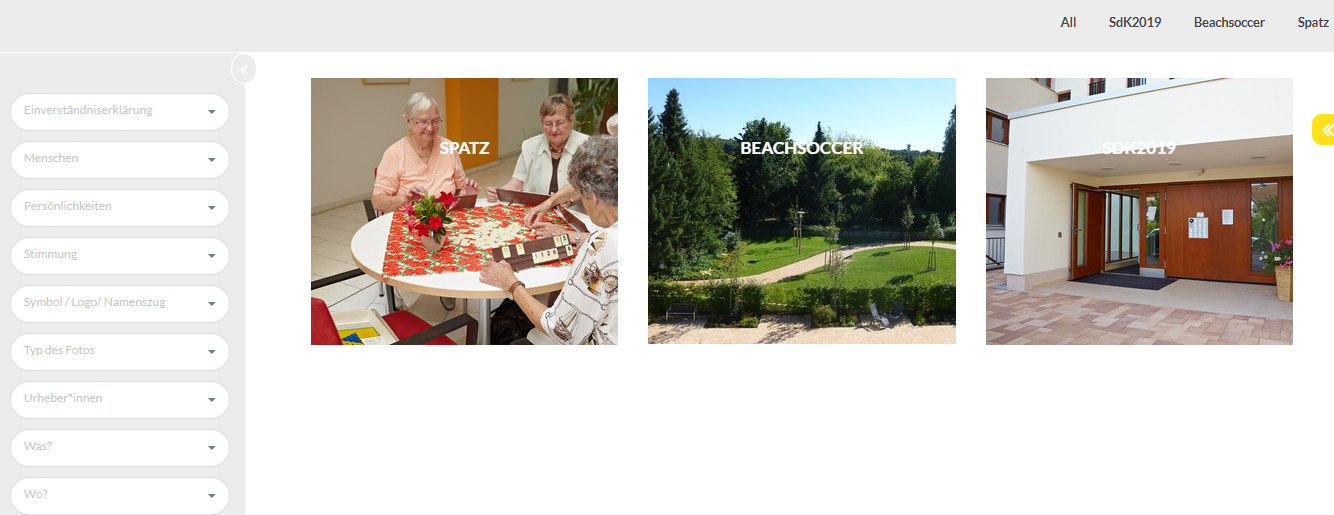 All SdK2019 Beachsoccer Spatz
Einverständniserklärung
Menschen
Persönlichkeiten
Stimmung
Symbol / Logo/ Namenszug
Typ des Fotos
Urheber*innen
Was?
Wo?
SPATZ
BEACHSOCCER
SDK2019